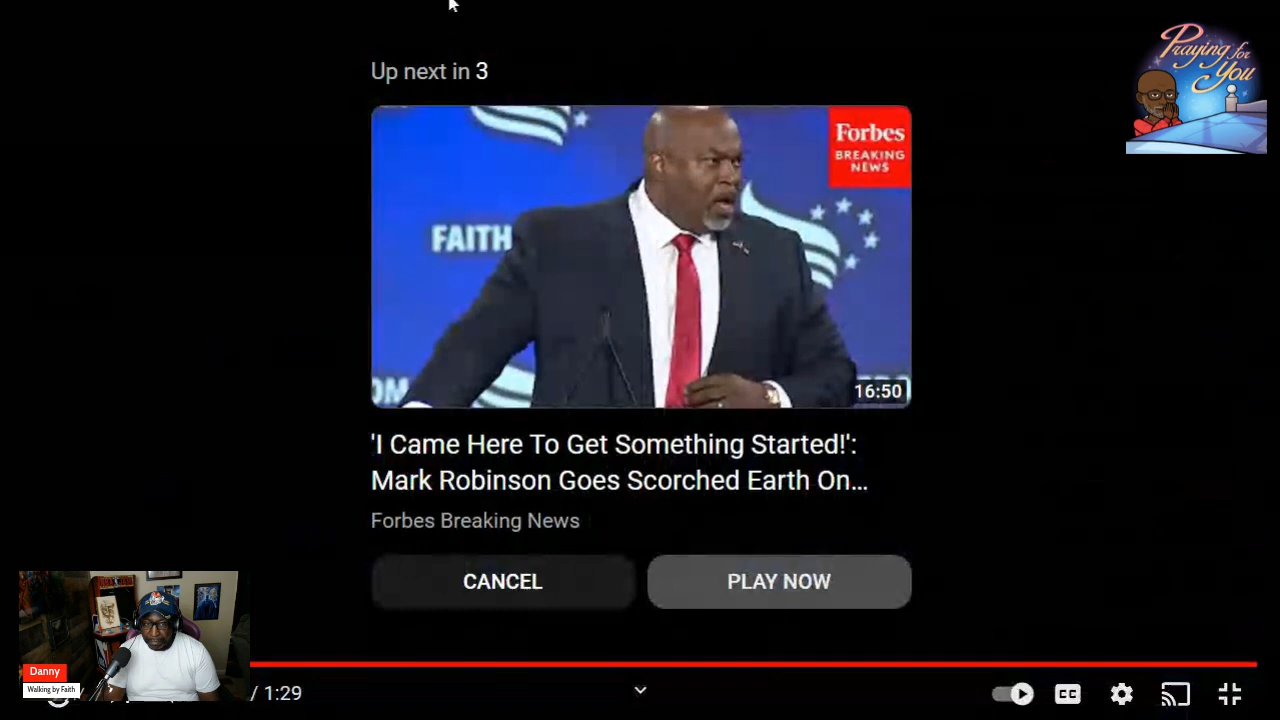 Praying for
You
Up next in 3
Forbes
BREAKING
NEWS
FAITH
16:50
'I Came Here To Get Something Started!':
Mark Robinson Goes Scorched Earth On...
Forbes Breaking News
CANCEL
PLAY NOW
Danny
Walking by Faith
/ 1:29
CC